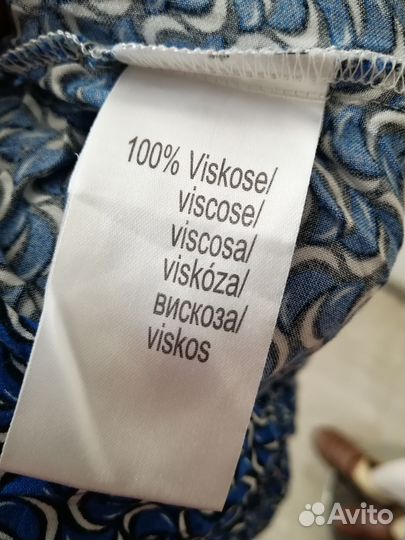 100% Viskose/
viscose/
viscosa/
viskóza/
вискоза/
viskos
Avito